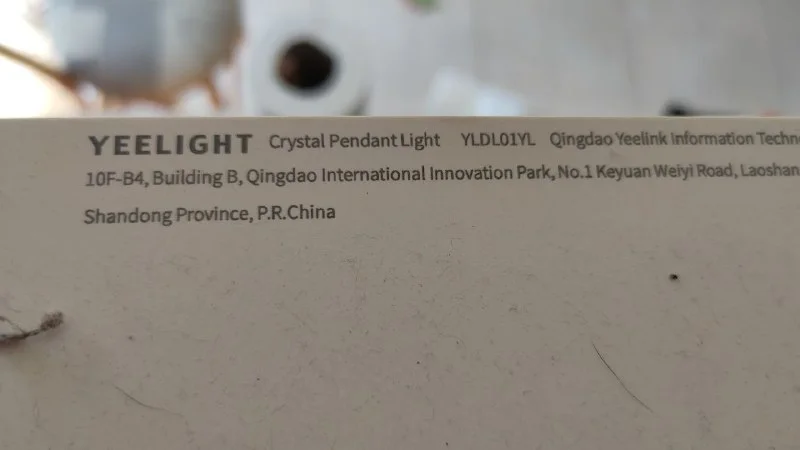 YEELIGHT Crystal Pendant Light YLDL01YL Qingdao Yeelink Information
10F-B4, Building B, Qingdao International Innovation Park, No.1 Keyuan Weiyi Road, Laoshan
Shandong Province, P.R.China